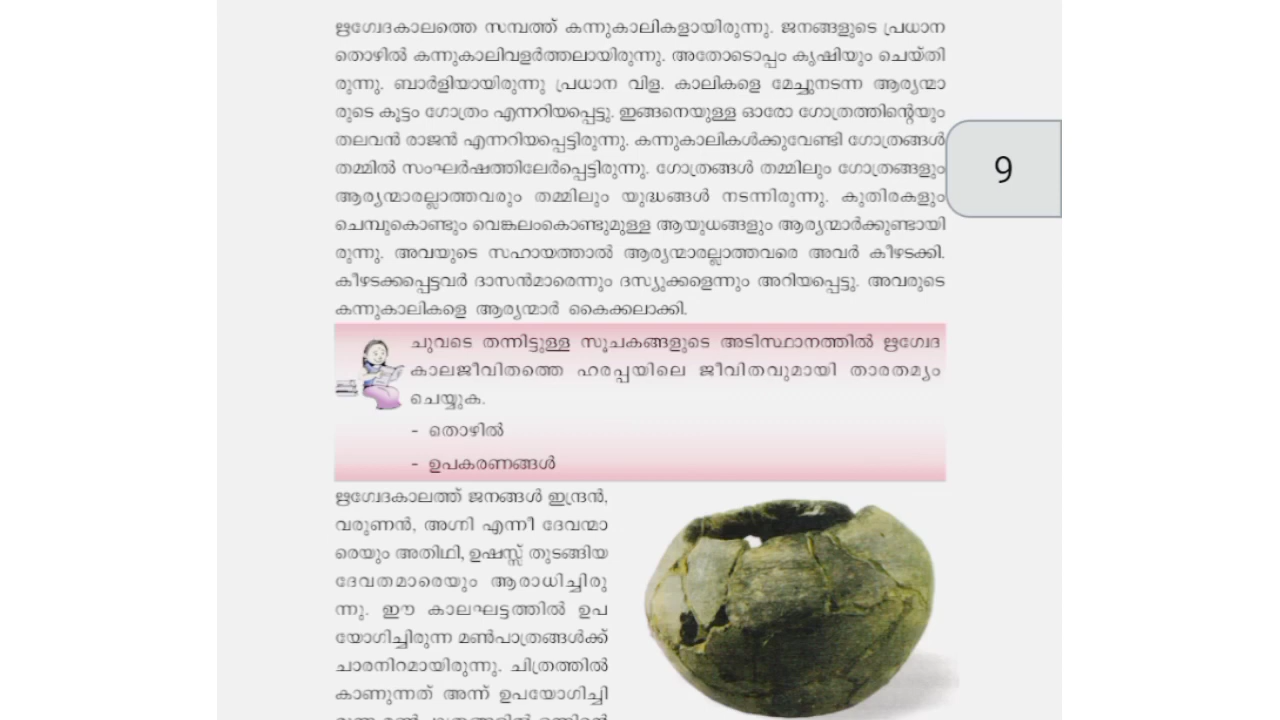 ഋഗ്വേദകാലത്തെ സമ്പത്ത് കന്നുകാലികളായിരുന്നു. ജനങ്ങളുടെ പ്രധാന
തൊഴിൽ കന്നുകാലിവളർത്തലായിരുന്നു. അതോടൊപ്പം കൃഷിയും ചെയ്തി
രുന്നു. ബാർളിയായിരുന്നു പ്രധാന വിള. കാലികളെ മേച്ചുനടന്ന ആര്യന്മാ
രുടെ കൂട്ടം ഗോത്രം എന്നറിയപ്പെട്ടു. ഇങ്ങനെയുള്ള ഓരോ ഗോത്രത്തിന്റെയും
തലവൻ രാജൻ എന്നറിയപ്പെട്ടിരുന്നു. കന്നുകാലികൾക്കുവേണ്ടി ഗോത്രങ്ങൾ
തമ്മിൽ സംഘർഷത്തിലേർപ്പെട്ടിരുന്നു. ഗോത്രങ്ങൾ തമ്മിലും ഗോത്രങ്ങളും
ആര്യന്മാരല്ലാത്തവരും തമ്മിലും യുദ്ധങ്ങൾ നടന്നിരുന്നു. കുതിരകളും
ചെമ്പുകൊണ്ടും വെങ്കലംകൊണ്ടുമുള്ള ആയുധങ്ങളും ആര്യന്മാർക്കുണ്ടായി
രുന്നു. അവയുടെ സഹായത്താൽ ആര്യന്മാരല്ലാത്തവരെ അവർ കീഴടക്കി.
കീഴടക്കപ്പെട്ടവർ ദാസൻമാരെന്നും ദസ്യുക്കളെന്നും അറിയപ്പെട്ടു. അവരുടെ
കന്നുകാലികളെ ആര്യന്മാർ കൈക്കലാക്കി.
9
ചുവടെ തന്നിട്ടുള്ള സൂചകങ്ങളുടെ അടിസ്ഥാനത്തിൽ ഋഗ്വേദ
കാലജീവിതത്തെ ഹരപ്പയിലെ ജീവിതവുമായി താരതമ്യം
ചെയ്യുക.
- തൊഴിൽ
- ഉപകരണങ്ങൾ
ഋഗ്വേദകാലത്ത് ജനങ്ങൾ ഇന്ദ്രൻ,
വരുണൻ, അഗ്നി എന്നീ ദേവന്മാ
രെയും അതിഥി, ഉഷസ്സ് തുടങ്ങിയ
ദേവതമാരെയും ആരാധിച്ചിരു
ന്നു. ഈ കാലഘട്ടത്തിൽ ഉപ
യോഗിച്ചിരുന്ന മൺപാത്രങ്ങൾക്ക്
ചാരനിറമായിരുന്നു. ചിത്രത്തിൽ
കാണുന്നത് അന്ന് ഉപയോഗിച്ചി